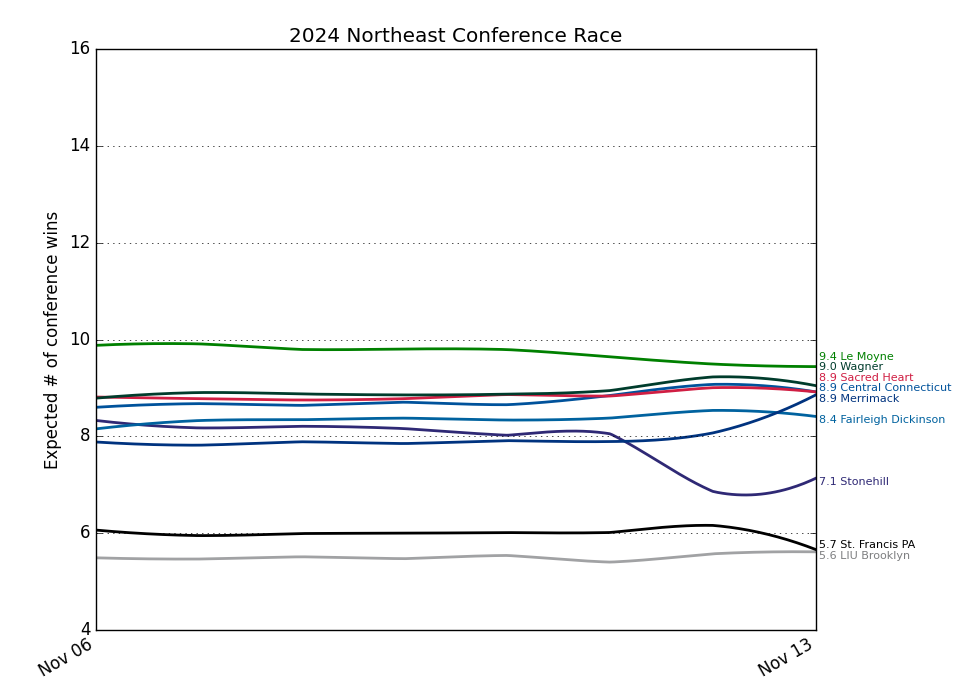 2024 Northeast Conference Race
Expected # of conference wins
16
14
12
10
8
6
4
Nov 06
Nov 13
9.4 Le Moyne
9.0 Wagner
8.9 Sacred Heart
8.9 Central Connecticut
8.9 Merrimack
8.4 Fairleigh Dickinson
7.1 Stonehill
5.7 St. Francis PA
5.6 LIU Brooklyn